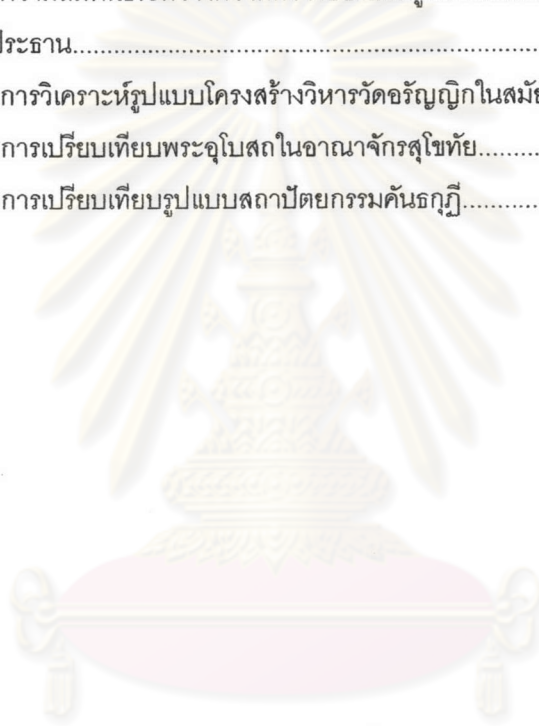 ประธาน.......................................................
การวิเคราะห์รูปแบบโครงสร้างวิหารวัดอรัญญิกในสมัย
การเปรียบเทียบพระอุโบสถในอาณาจักรสุโขทัย.........
การเปรียบเทียบรูปแบบสถาปัตยกรรมคันธกุฎี............